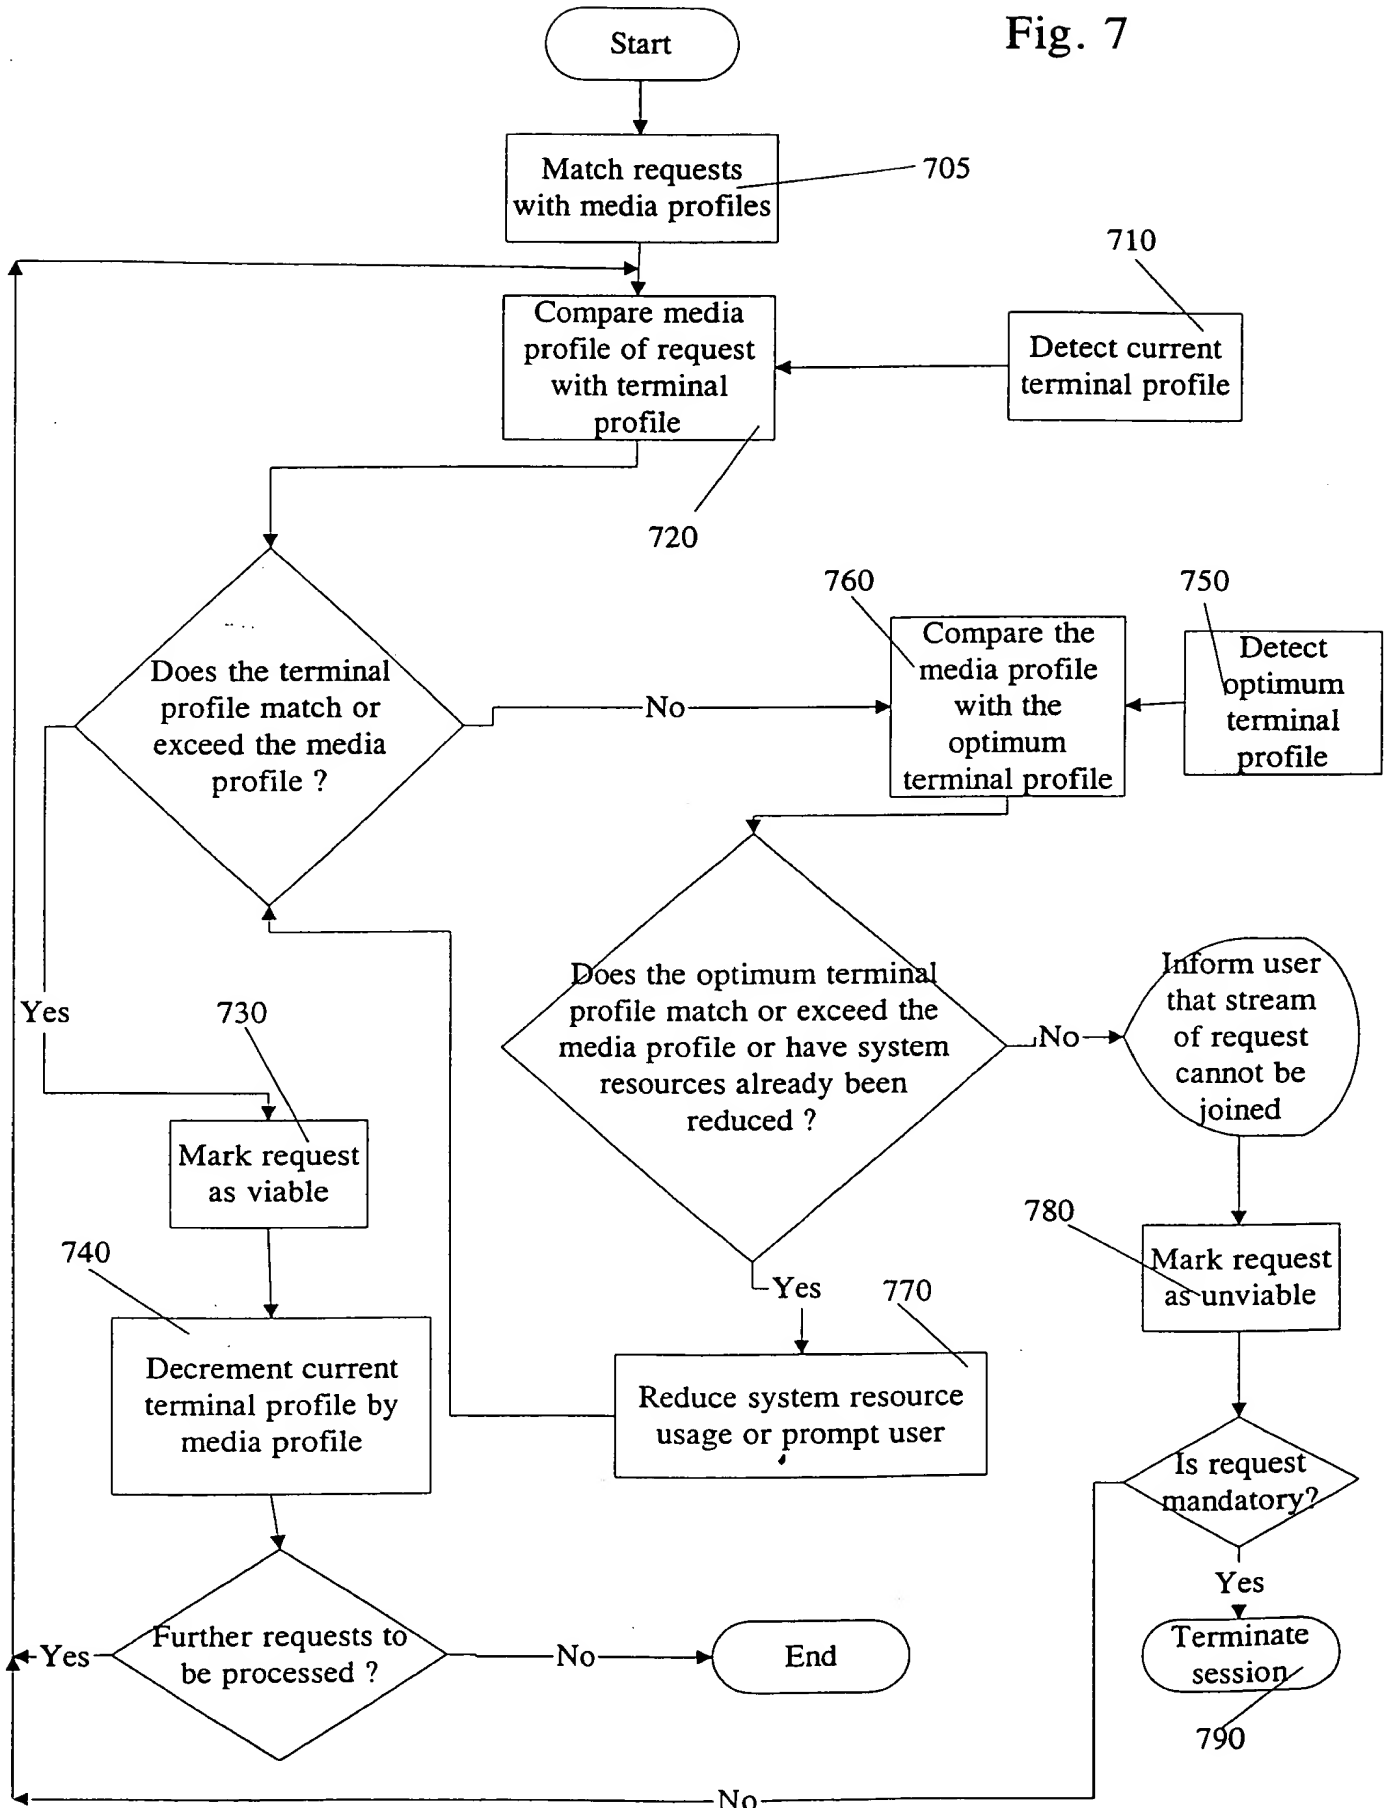 Fig. 7
Start
Match requests
with media profiles
705
710
Compare media
profile of request
with terminal
profile
Detect current
terminal profile
720
760
750
Does the terminal
profile match or
exceed the media
profile ?
No
Compare the
media profile
with the
optimum
terminal profile
Detect
optimum
terminal
profile
Does the optimum terminal
profile match or exceed the
media profile or have system
resources already been
reduced ?
No
Inform user
that stream
of request
cannot be
joined
Yes
730
Mark request
as viable
780
Mark request
as unviable
740
Yes
770
Decrement current
terminal profile by
media profile
Reduce system resource
usage or prompt user
Is request
mandatory?
Yes
Further requests to
be processed ?
Yes
No
End
Terminate
session
790
No